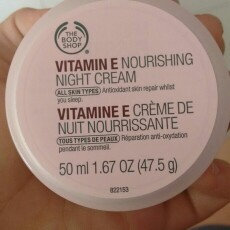 THE
BODY
SHOP
VITAMIN E NOURISHING
NIGHT CREAM
ALL SKIN TYPES Antioxidant skin repair whilst
you sleep.
VITAMINE E CRÈME DE
NUIT NOURRISSANTE
TOUS TYPES DE PEAUX Réparation anti-oxydation
pendant le sommeil.
50 ml 1.67 OZ (47.5 g)
822153